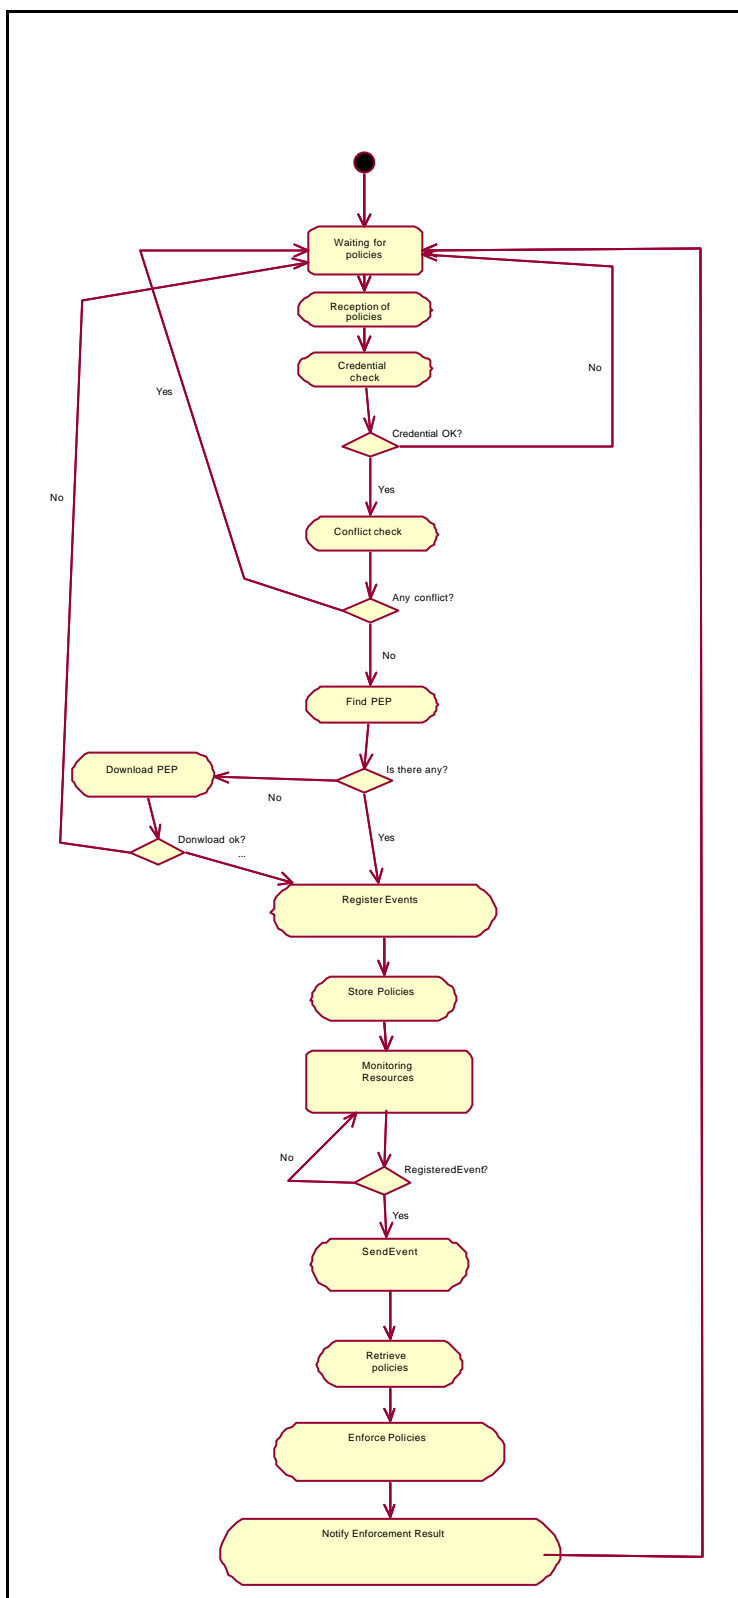 Waiting for
policies
Reception of
policies
Credential
check
No
Yes
Credential OK?
No
Yes
Conflict check
Any conflict?
No
Find PEP
Download PEP
Is there any?
No
Donwload ok?
...
Yes
Register Events
Store Policies
Monitoring
Resources
No
RegisteredEvent?
Yes
SendEvent
Retrieve
policies
Enforce Policies
Notify Enforcement Result